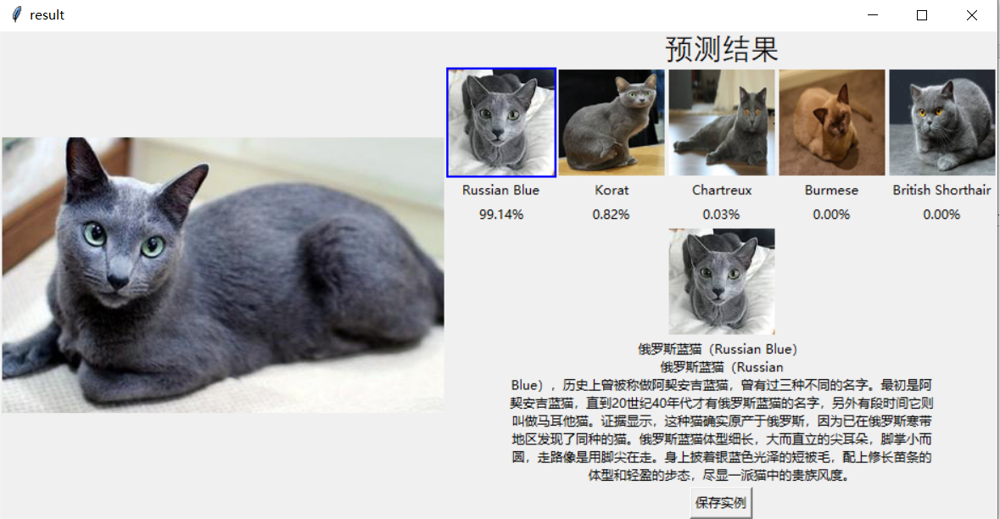 result
预测结果
Russian Blue
Korat
Chartreux
Burmese
British Shorthair
99.14%
0.82%
0.03%
0.00%
0.00%
俄罗斯蓝猫（Russian Blue）
俄罗斯蓝猫（Russian
Blue），历史上曾被称做阿契安吉蓝猫，曾有过三种不同的名字。最初是阿
契安吉蓝猫，直到20世纪40年代才有俄罗斯蓝猫的名字，另外有段时间它则
叫做马耳他猫。证据显示，这种猫确实原产于俄罗斯，因为已在俄罗斯寒带
地区发现了同种的猫。俄罗斯蓝猫体型细长，大而直立的尖耳朵，脚掌小而
圆，走路像是用脚尖在走。身上披着银蓝色光泽的短被毛，配上修长苗条的
体型和轻盈的步态，尽显一派猫中的贵族风度。
保存实例